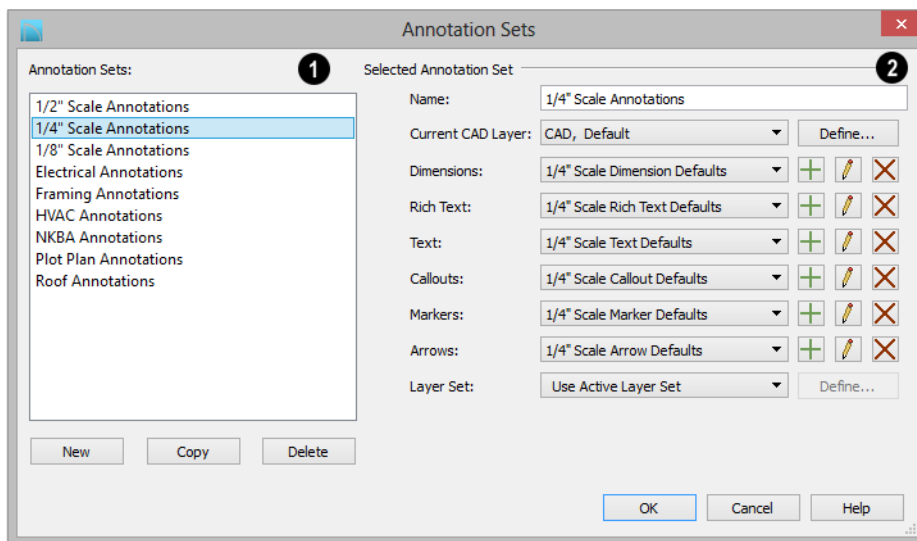 Annotation Sets
Annotation Sets:
1
1/2" Scale Annotations
1/4" Scale Annotations
1/8" Scale Annotations
Electrical Annotations
Framing Annotations
HVAC Annotations
NKBA Annotations
Plot Plan Annotations
Roof Annotations
New Copy Delete
Selected Annotation Set
2
Name: 1/4" Scale Annotations
Current CAD Layer: CAD, Default Define...
Dimensions: 1/4" Scale Dimension Defaults
Rich Text: 1/4" Scale Rich Text Defaults
Text: 1/4" Scale Text Defaults
Callouts: 1/4" Scale Callout Defaults
Markers: 1/4" Scale Marker Defaults
Arrows: 1/4" Scale Arrow Defaults
Layer Set: Use Active Layer Set Define...
OK Cancel Help